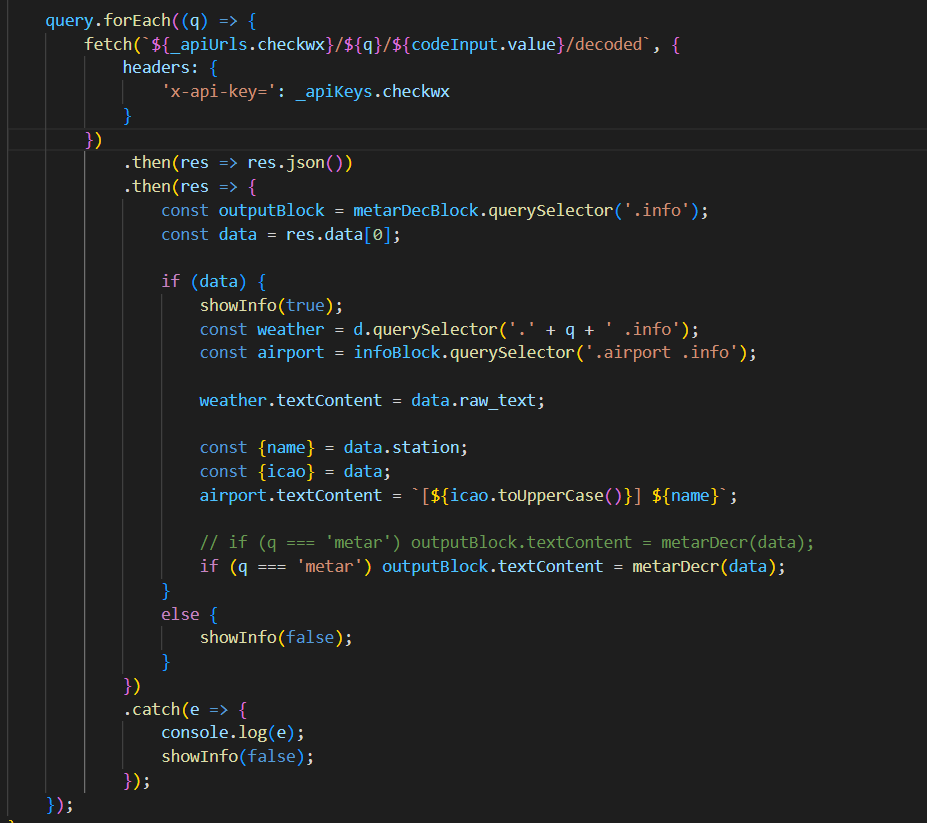 query.forEach((q) => {
    fetch(`${_apiUrls.checkwx}/${q}/${codeInput.value}/decoded`, {
        headers: {
            'x-api-key=': _apiKeys.checkwx
        }
    })
        .then(res => res.json())
        .then(res => {
            const outputBlock = metarDecBlock.querySelector('.info');
            const data = res.data[0];

            if (data) {
                showInfo(true);
                const weather = d.querySelector('.' + q + ' .info');
                const airport = infoBlock.querySelector('.airport .info');

                weather.textContent = data.raw_text;

                const {name} = data.station;
                const {icao} = data;
                airport.textContent = `[${icao.toUpperCase()}] ${name}`;

                // if (q === 'metar') outputBlock.textContent = metarDecr(data);
                if (q === 'metar') outputBlock.textContent = metarDecr(data);
            }
            else {
                showInfo(false);
            }
        })
        .catch(e => {
            console.log(e);
            showInfo(false);
        });
});